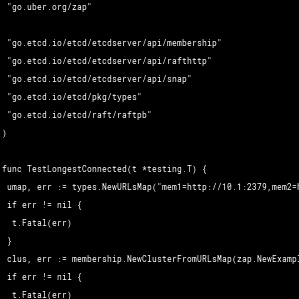 "go.uber.org/zap"
"go.etcd.io/etcd/etcdserver/api/membership"
"go.etcd.io/etcd/etcdserver/api/rafthttp"
"go.etcd.io/etcd/etcdserver/api/snap"
"go.etcd.io/etcd/pkg/types"
"go.etcd.io/etcd/raft/raftpb"
)
func TestLongestConnected(t *testing.T) {
umap, err := types.NewURLsMap("mem1=http://10.1:2379,mem2=h
if err != nil {
t.Fatal(err)
}
clus, err := membership.NewClusterFromURLsMap(zap.NewExampl
if err != nil {
t.Fatal(err)